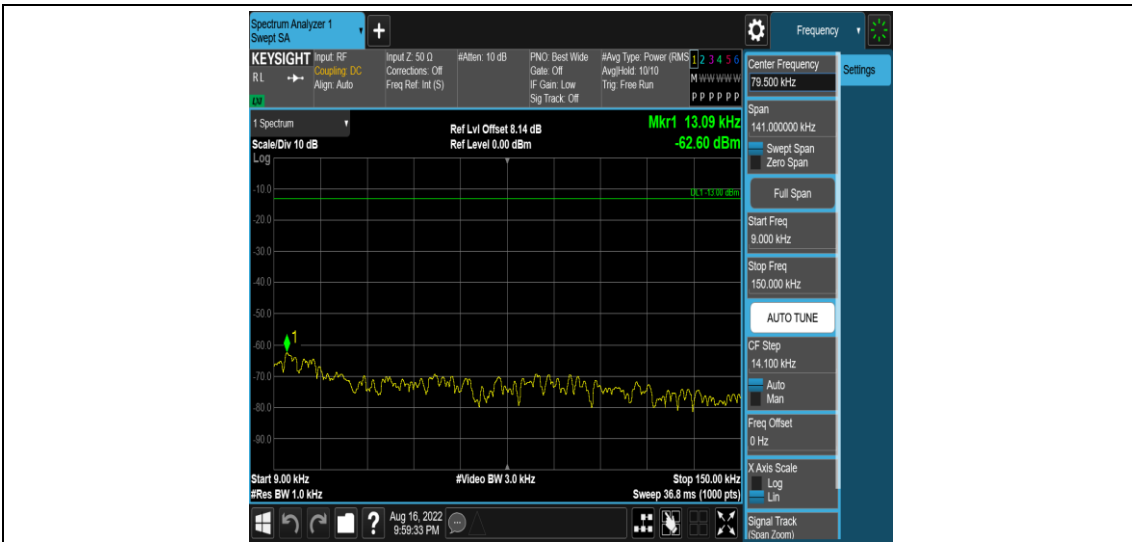 Spectrum Analyzer 1
Swept SA
+
Frequency
KEYSIGHT
RL
LXI
Input: RF
Coupling: DC
Align: Auto
Input Z: 50 Ω
Corrections: Off
Freq Ref: Int (S)
#Atten: 10 dB
PNO: Best Wide
Gate: Off
IF Gain: Low
Sig Track: Off
#Avg Type: Power (RMS
Avg|Hold: 10/10
Trig: Free Run
1 2 3 4 5 6
M W W W W W
P P P P P P
1 Spectrum
Scale/Div 10 dB
Ref Lvl Offset 8.14 dB
Ref Level 0.00 dBm
Mkr1 13.09 kHz
-62.60 dBm
Log
DL1 -13.00 dBm
-10.0
-20.0
-30.0
-40.0
-50.0
-60.0
-70.0
-80.0
-90.0
1
Start 9.00 kHz
#Res BW 1.0 kHz
#Video BW 3.0 kHz
Stop 150.00 kHz
Sweep 36.8 ms (1000 pts)
?
Aug 16, 2022
9:59:33 PM
Center Frequency
79.500 kHz
Settings
Span
141.000000 kHz
Swept Span
Zero Span
Full Span
Start Freq
9.000 kHz
Stop Freq
150.000 kHz
AUTO TUNE
CF Step
14.100 kHz
Auto
Man
Freq Offset
0 Hz
X Axis Scale
Log
Lin
Signal Track
(Span Zoom)